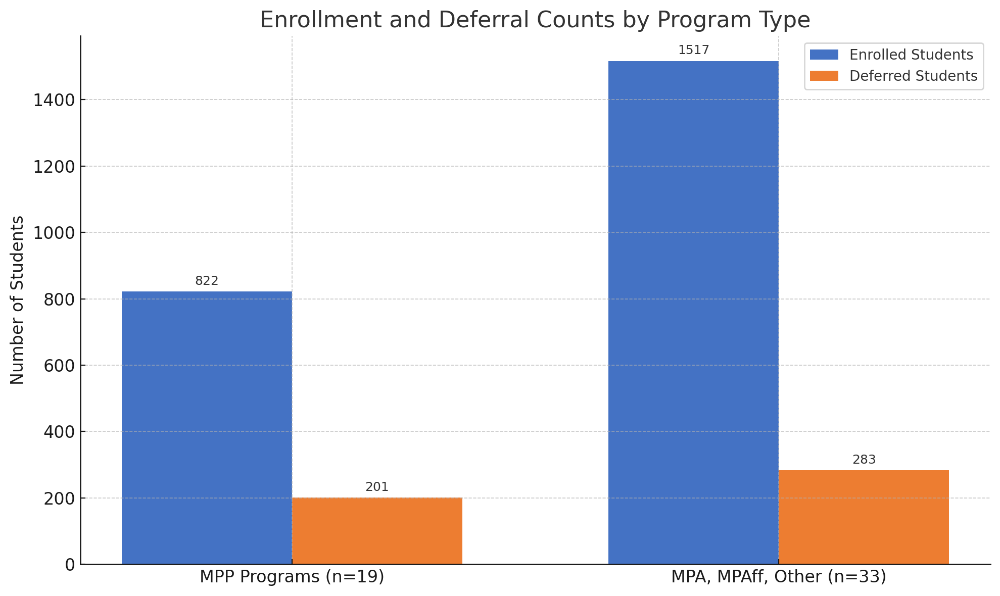 Enrollment and Deferral Counts by Program Type
Enrolled Students
Deferred Students
Number of Students
1400
1200
1000
800
600
400
200
0
822
201
1517
283
MPP Programs (n=19)
MPA, MPAff, Other (n=33)